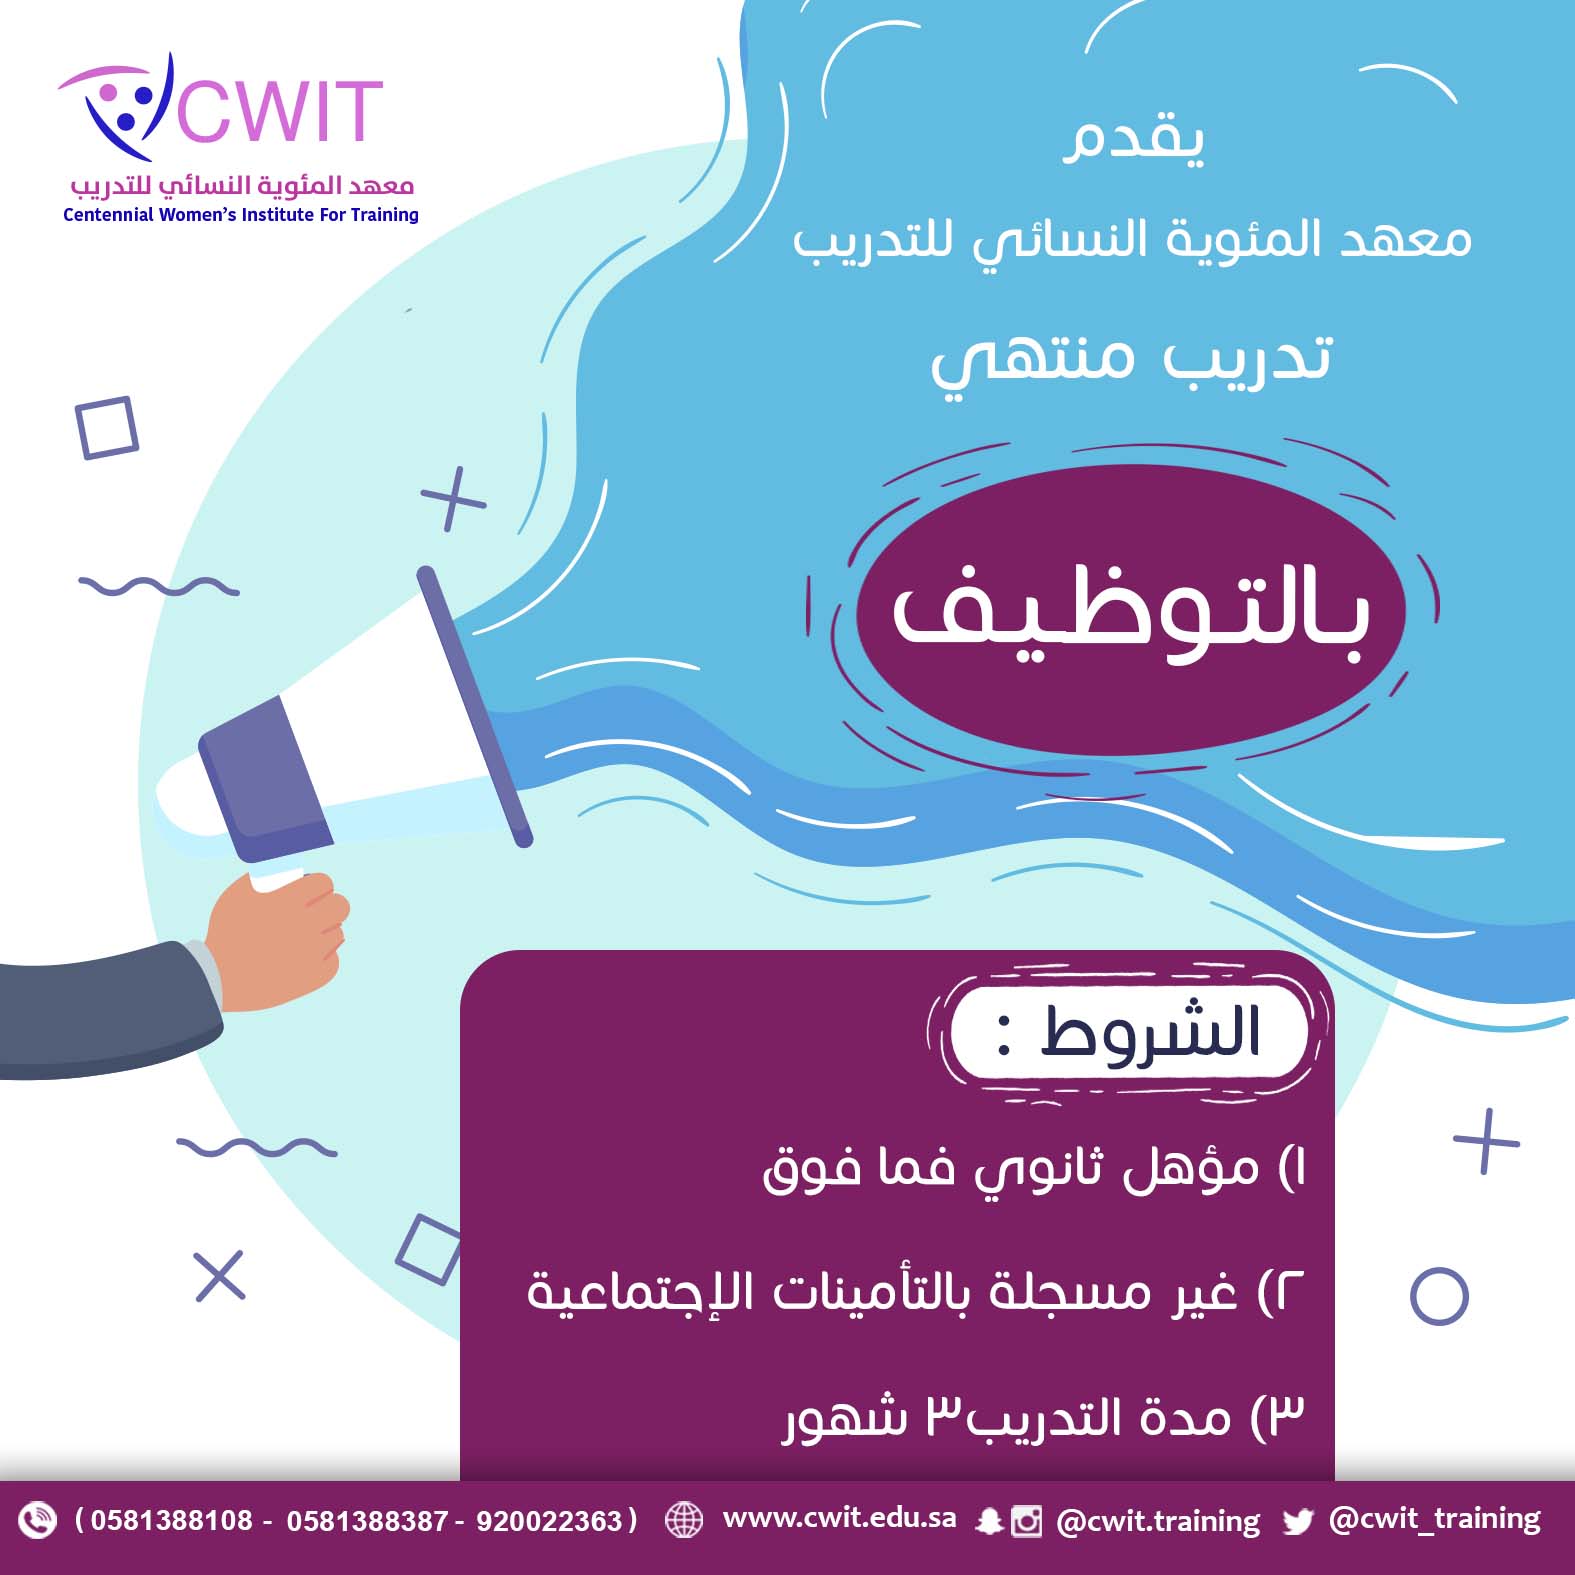 CWIT
معهد المئوية النسائي للتدريب
Centennial Women's Institute For Training
يقدم
معهد المئوية النسائي للتدريب
تدريب منتهي
بالتوظيف
الشروط :
١) مؤهل ثانوي فما فوق
٢) غير مسجلة بالتأمينات الإجتماعية
٣) مدة التدريب٣ شهور
( 0581388108 - 0581388387 - 920022363 ) www.cwit.edu.sa @cwit.training @cwit_training